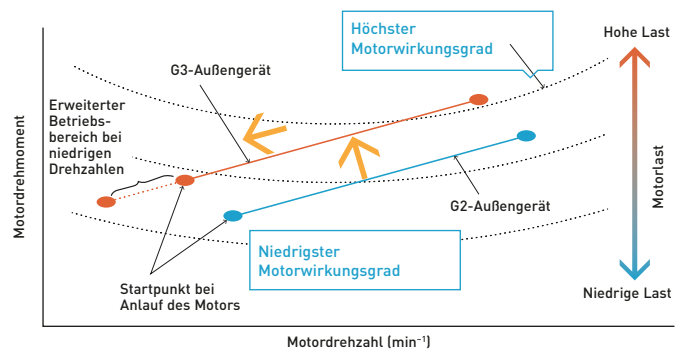 Höchster
Motorwirkungsgrad
Hohe Last
G3-Außengerät
Erweiterter
Betriebs-
bereich bei
niedrigen
Drehzahlen
Motordrehmoment
Motorlast
G2-Außengerät
Niedrigster
Motorwirkungsgrad
Startpunkt bei
Anlauf des Motors
Niedrige Last
Motordrehzahl (min⁻¹)